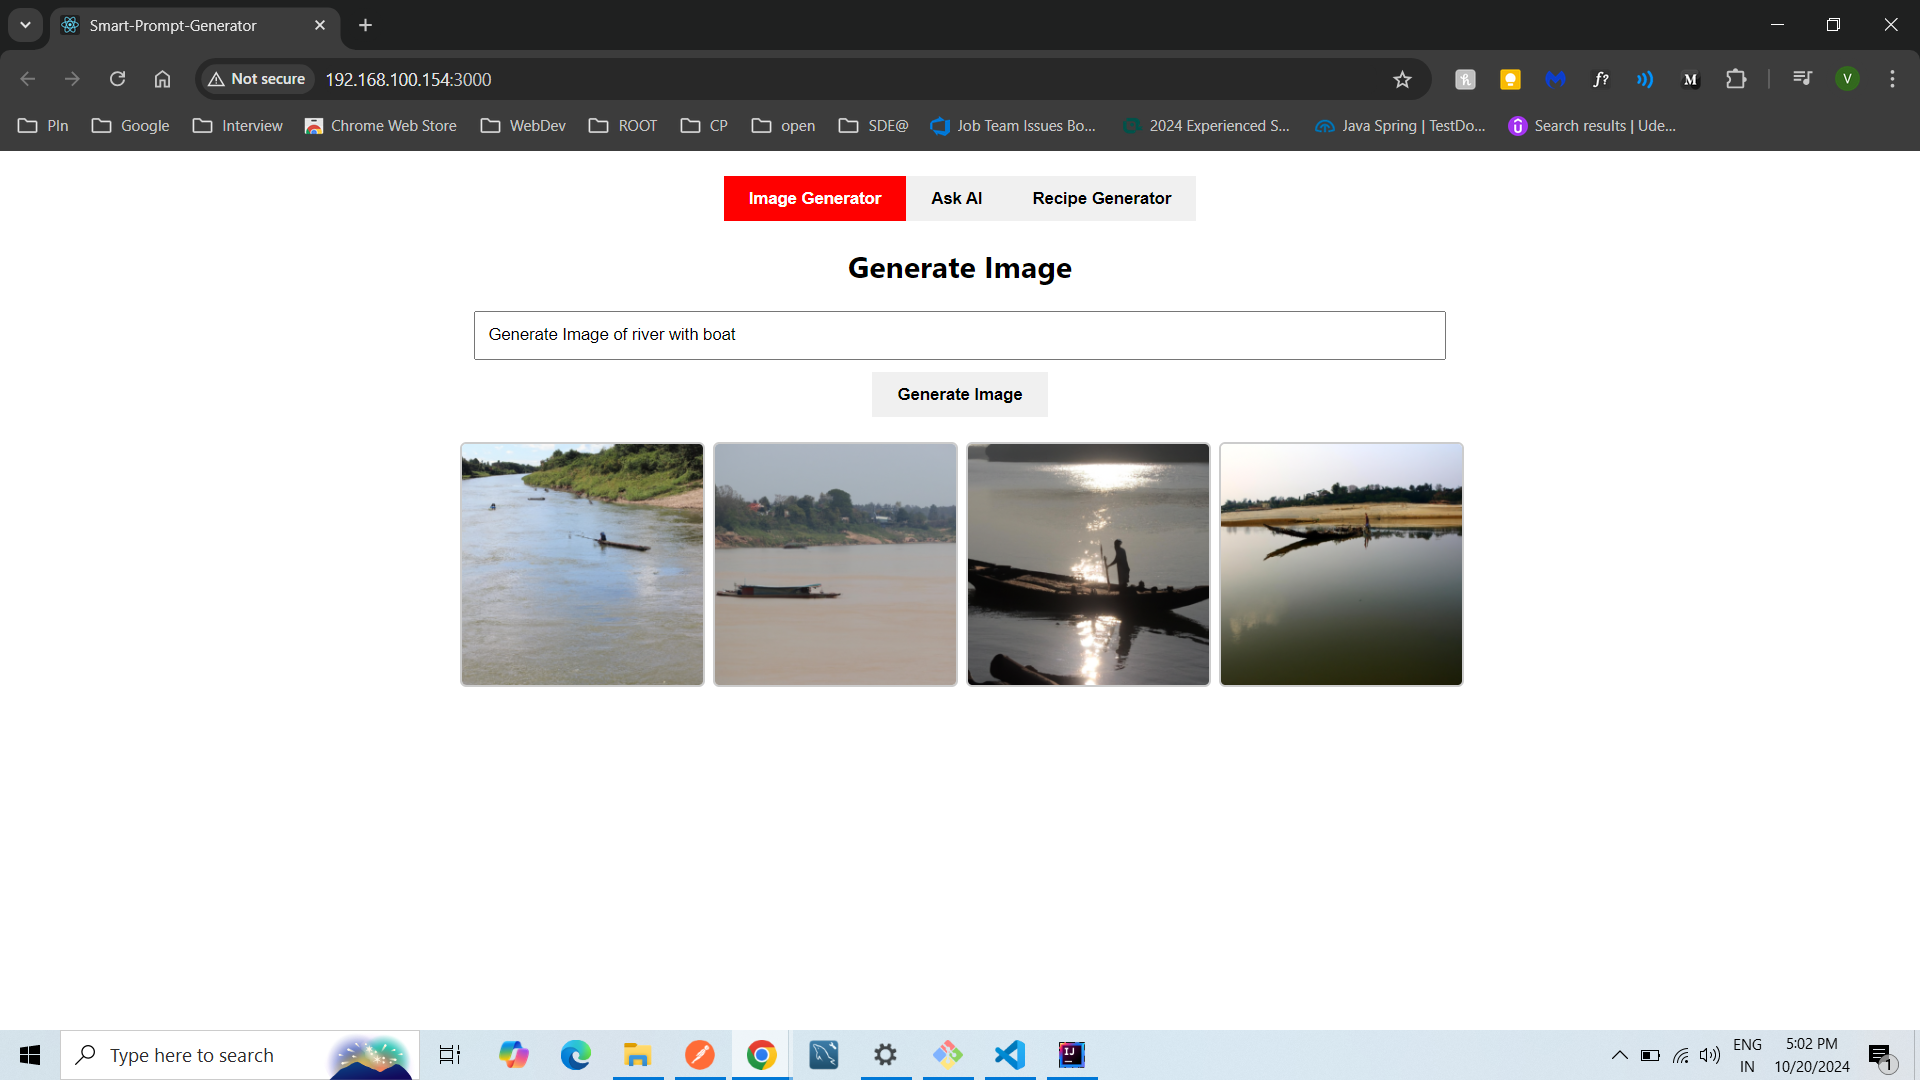 Smart-Prompt-Generator
Not secure
192.168.100.154:3000
f?
M
V
PIn
Google
Interview
Chrome Web Store
WebDev
ROOT
CP
open
SDE@
Job Team Issues Bo...
2024 Experienced S...
Java Spring | TestDo...
Search results | Ude...
Image Generator
Ask AI
Recipe Generator
Generate Image
Generate Image of river with boat
Generate Image
Type here to search
IJ
ENG
IN
5:02 PM
10/20/2024
1